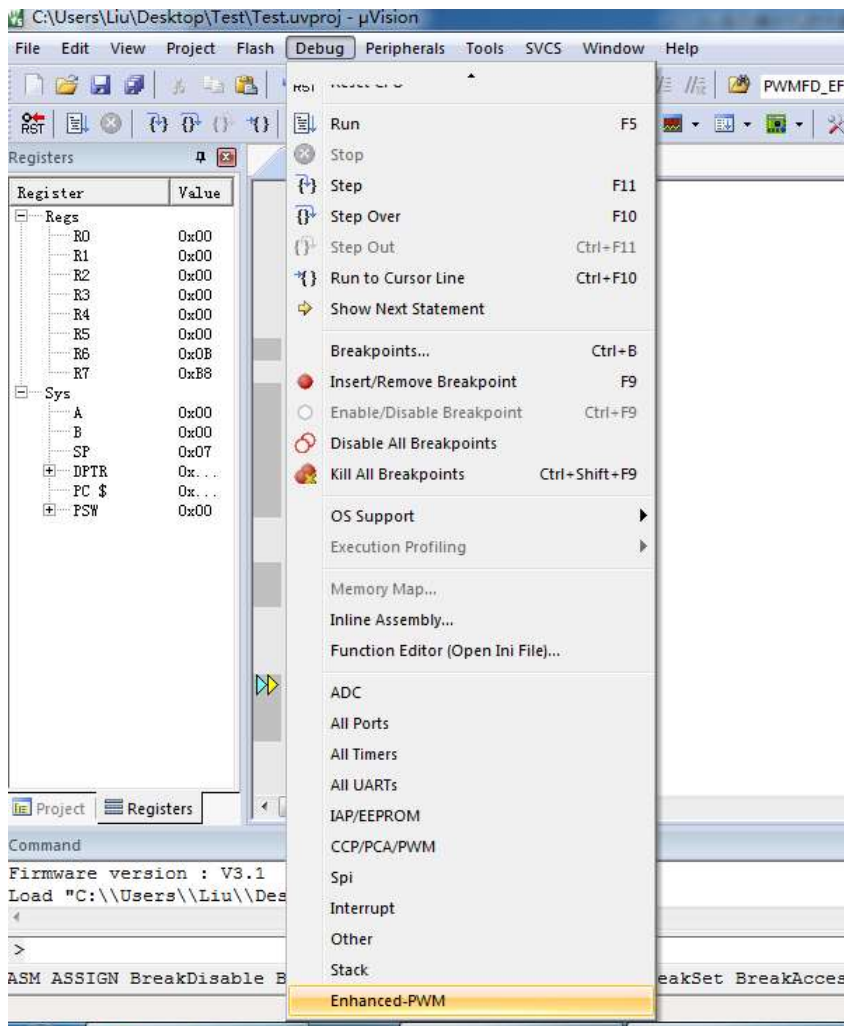 C:\Users\Liu\Desktop\Test\Test.uvproj - µVision
File Edit View Project Flash Debug Peripherals Tools SVCS Window Help
RST
PWMFD_EF
RST
Registers
Register Value
Regs
R0 0x00
R1 0x00
R2 0x00
R3 0x00
R4 0x00
R5 0x00
R6 0x0B
R7 0xB8
Sys
A 0x00
B 0x00
SP 0x07
DPTR 0x...
PC $ 0x...
PSW 0x00
Project Registers
Run F5
Stop
Step F11
Step Over F10
Step Out Ctrl+F11
Run to Cursor Line Ctrl+F10
Show Next Statement
Breakpoints... Ctrl+B
Insert/Remove Breakpoint F9
Enable/Disable Breakpoint Ctrl+F9
Disable All Breakpoints
Kill All Breakpoints Ctrl+Shift+F9
OS Support
Execution Profiling
Memory Map...
Inline Assembly...
Function Editor (Open Ini File)...
ADC
All Ports
All Timers
All UARTs
IAP/EEPROM
CCP/PCA/PWM
Spi
Interrupt
Other
Stack
Enhanced-PWM
Command
Firmware version : V3.1
Load "C:\\Users\\Liu\\Des
>
ASM ASSIGN BreakDisable B eakSet BreakAcces